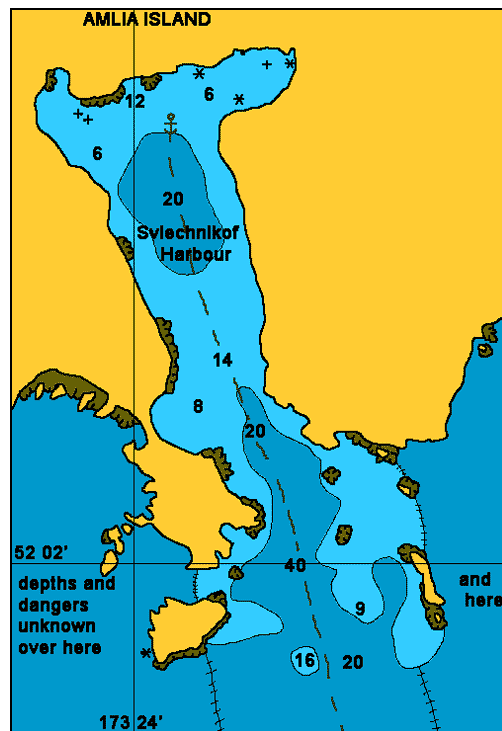 AMLIA ISLAND
12
6
6
20
Sviechnikof
Harbour
14
8
20
52 02'
40
depths and
dangers
unknown
over here
and
here
9
16
20
173 24'